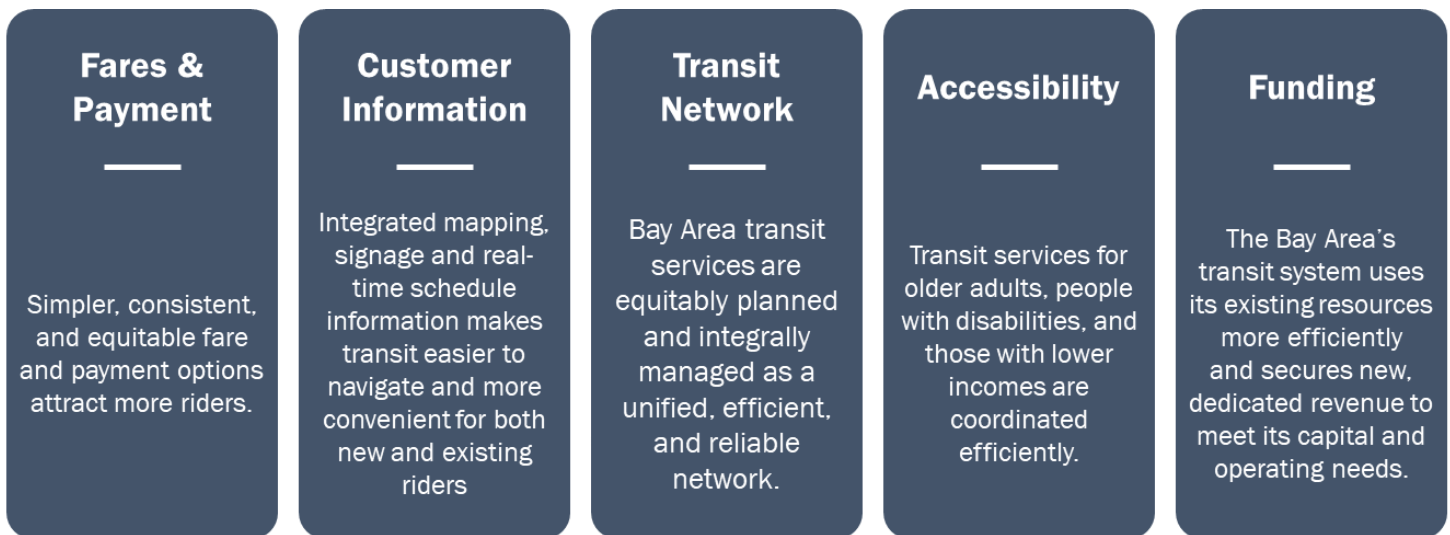 Fares &
Payment
Simpler, consistent,
and equitable fare
and payment options
attract more riders.
Customer
Information
Integrated mapping,
signage and real-
time schedule
information makes
transit easier to
navigate and more
convenient for both
new and existing
riders
Transit
Network
Bay Area transit
services are
equitably planned
and integrally
managed as a
unified, efficient,
and reliable
network.
Accessibility
Transit services for
older adults, people
with disabilities, and
those with lower
incomes are
coordinated
efficiently.
Funding
The Bay Area’s
transit system uses
its existing resources
more efficiently
and secures new,
dedicated revenue to
meet its capital and
operating needs.